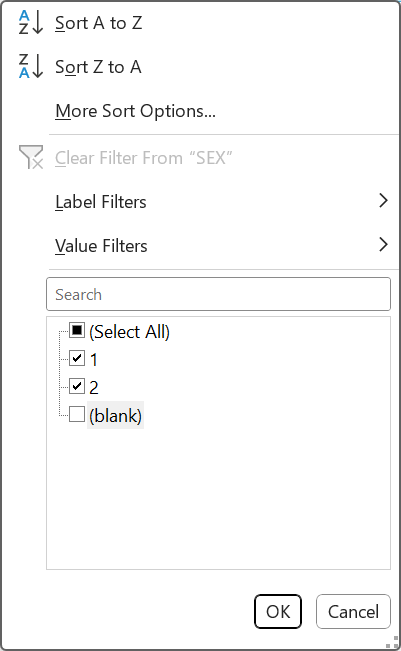 Sort A to Z
Sort Z to A
More Sort Options...
Clear Filter From “SEX”
Label Filters
Value Filters
Search
(Select All)
1
2
(blank)
OK
Cancel